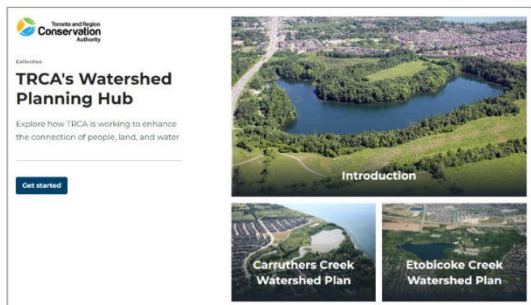 Toronto and Region
Conservation
Authority
Collection
TRCA's Watershed
Planning Hub
Explore how TRCA is working to enhance
the connection of people, land, and water
Get started
Introduction
Carruthers Creek
Watershed Plan
Etobicoke Creek
Watershed Plan